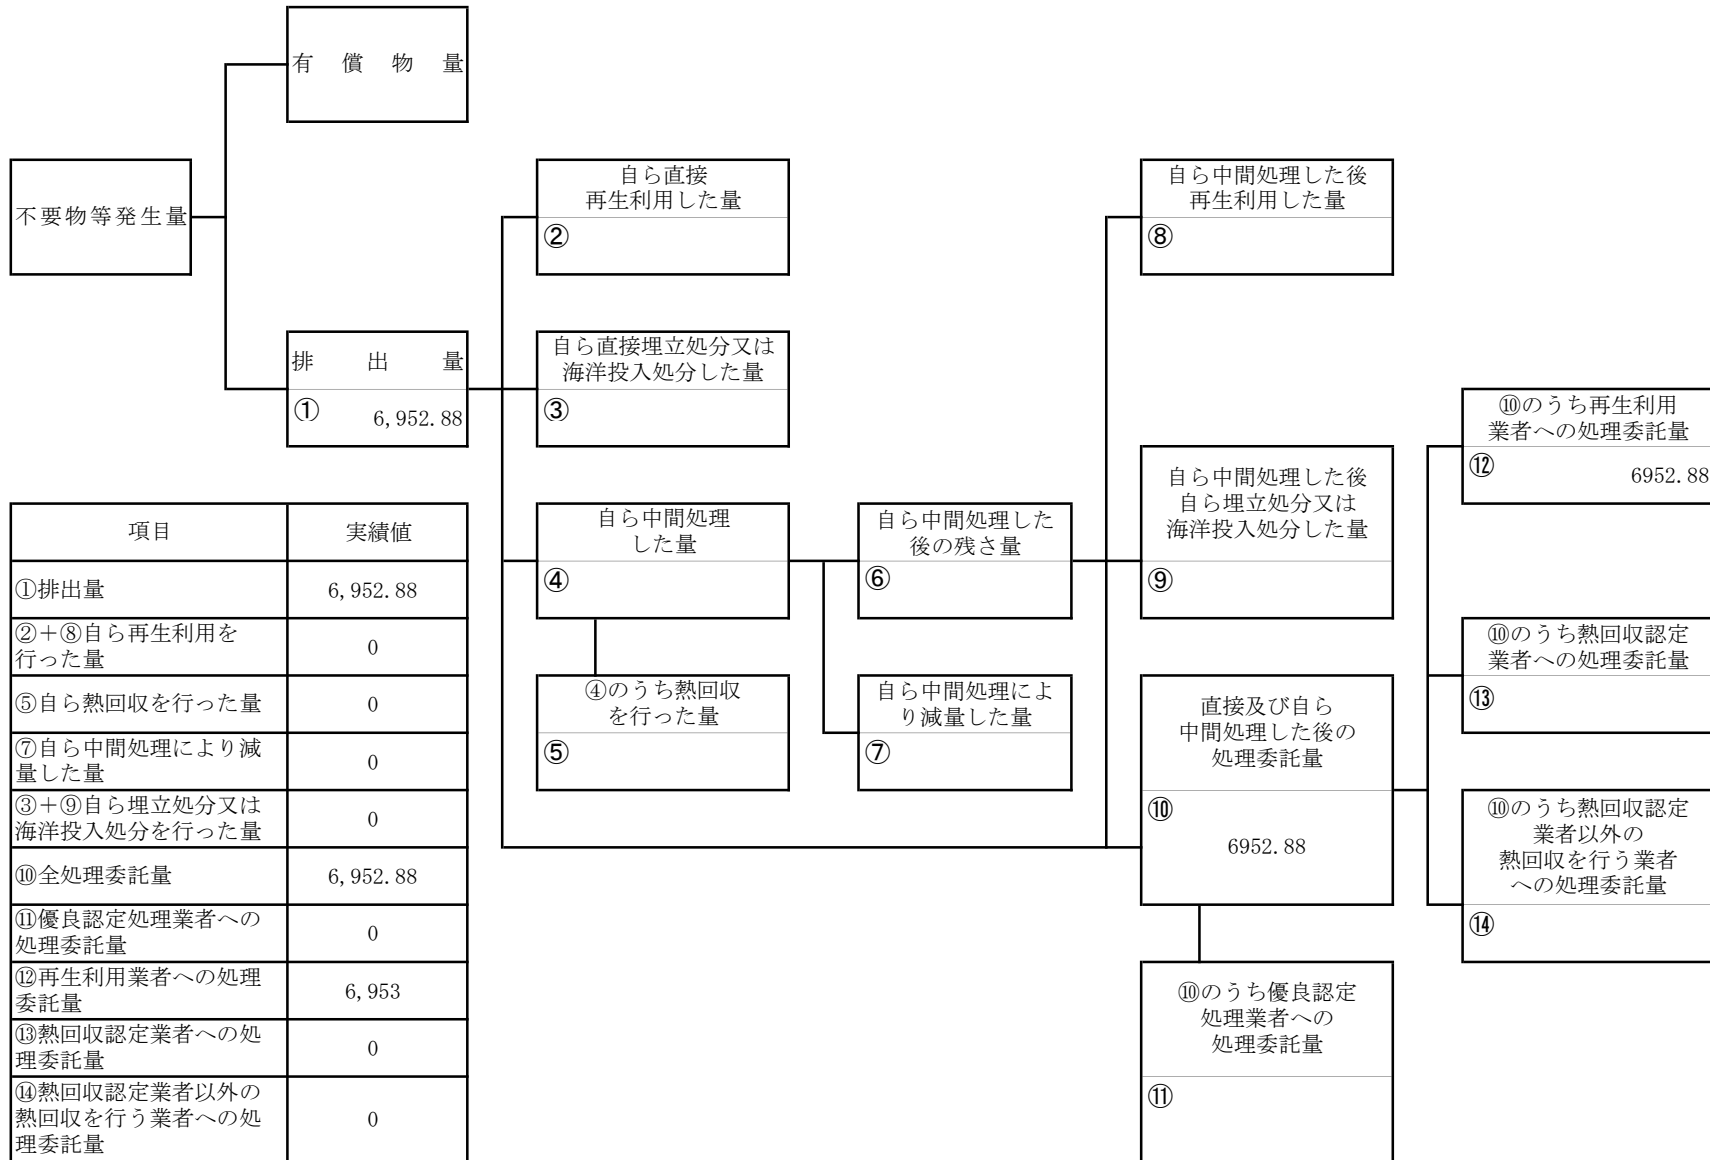 有償物量
不要物等発生量
排出量
① 6,952.88
自ら直接
再生利用した量
②
自ら直接埋立処分又は
海洋投入処分した量
③
自ら中間処理
した量
④
④のうち熱回収
を行った量
⑤
自ら中間処理した
後の残さ量
⑥
自ら中間処理によ
り減量した量
⑦
自ら中間処理した後
再生利用した量
⑧
自ら中間処理した後
自ら埋立処分又は
海洋投入処分した量
⑨
直接及び自ら
中間処理した後の
処理委託量
⑩
6952.88
⑩のうち優良認定
処理業者への
処理委託量
⑪
⑩のうち再生利用
業者への処理委託量
⑫ 6952.88
⑩のうち熱回収認定
業者への処理委託量
⑬
⑩のうち熱回収認定
業者以外の
熱回収を行う業者
への処理委託量
⑭
項目 実績値
①排出量 6,952.88
②+⑧自ら再生利用を
行った量 0
⑤自ら熱回収を行った量 0
⑦自ら中間処理により減
量した量 0
③+⑨自ら埋立処分又は
海洋投入処分を行った量 0
⑩全処理委託量 6,952.88
⑪優良認定処理業者への
処理委託量 0
⑫再生利用業者への処理
委託量 6,953
⑬熱回収認定業者への処
理委託量 0
⑭熱回収認定業者以外の
熱回収を行う業者への処
理委託量 0